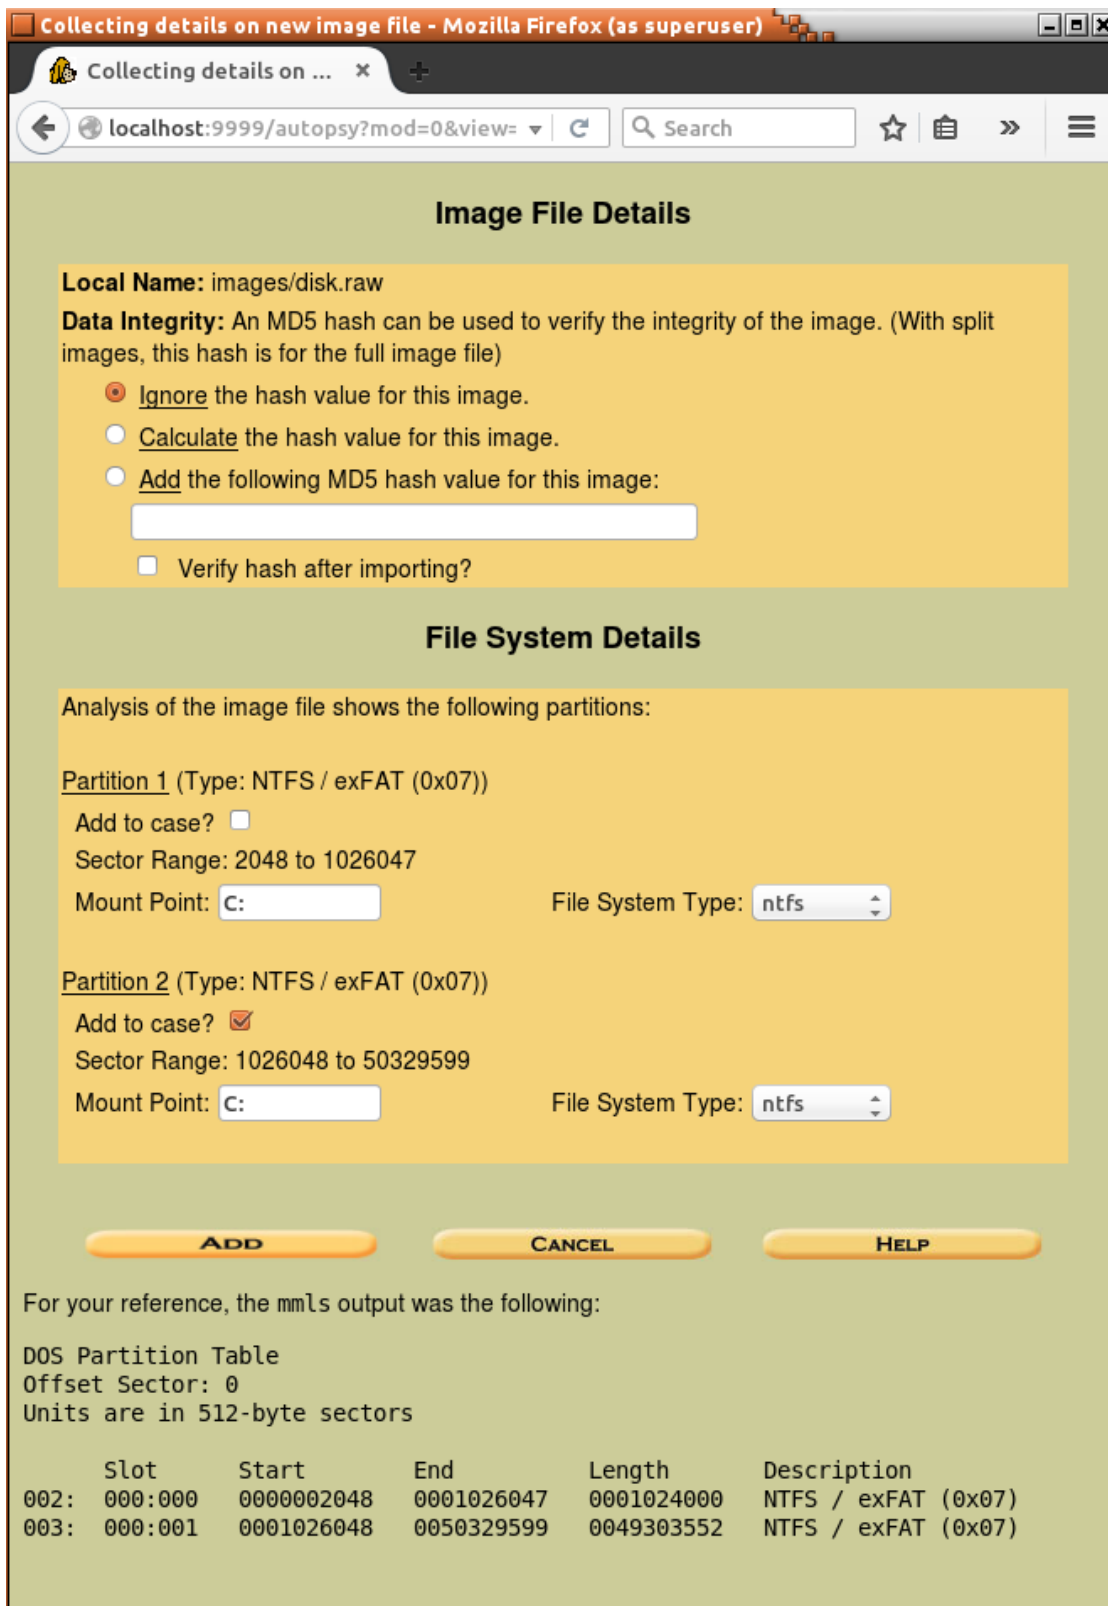 Collecting details on new image file - Mozilla Firefox (as superuser)
Collecting details on ...
localhost:9999/autopsy?mod=0&view=
Search
Image File Details
Local Name: images/disk.raw
Data Integrity: An MD5 hash can be used to verify the integrity of the image. (With split
images, this hash is for the full image file)
Ignore the hash value for this image.
Calculate the hash value for this image.
Add the following MD5 hash value for this image:
Verify hash after importing?
File System Details
Analysis of the image file shows the following partitions:
Partition 1 (Type: NTFS / exFAT (0x07))
Add to case?
Sector Range: 2048 to 1026047
Mount Point: C: File System Type: ntfs
Partition 2 (Type: NTFS / exFAT (0x07))
Add to case?
Sector Range: 1026048 to 50329599
Mount Point: C: File System Type: ntfs
ADD CANCEL HELP
For your reference, the mmls output was the following:
DOS Partition Table
Offset Sector: 0
Units are in 512-byte sectors
Slot Start End Length Description
002: 000:000 0000002048 0001026047 0001024000 NTFS / exFAT (0x07)
003: 000:001 0001026048 0050329599 0049303552 NTFS / exFAT (0x07)